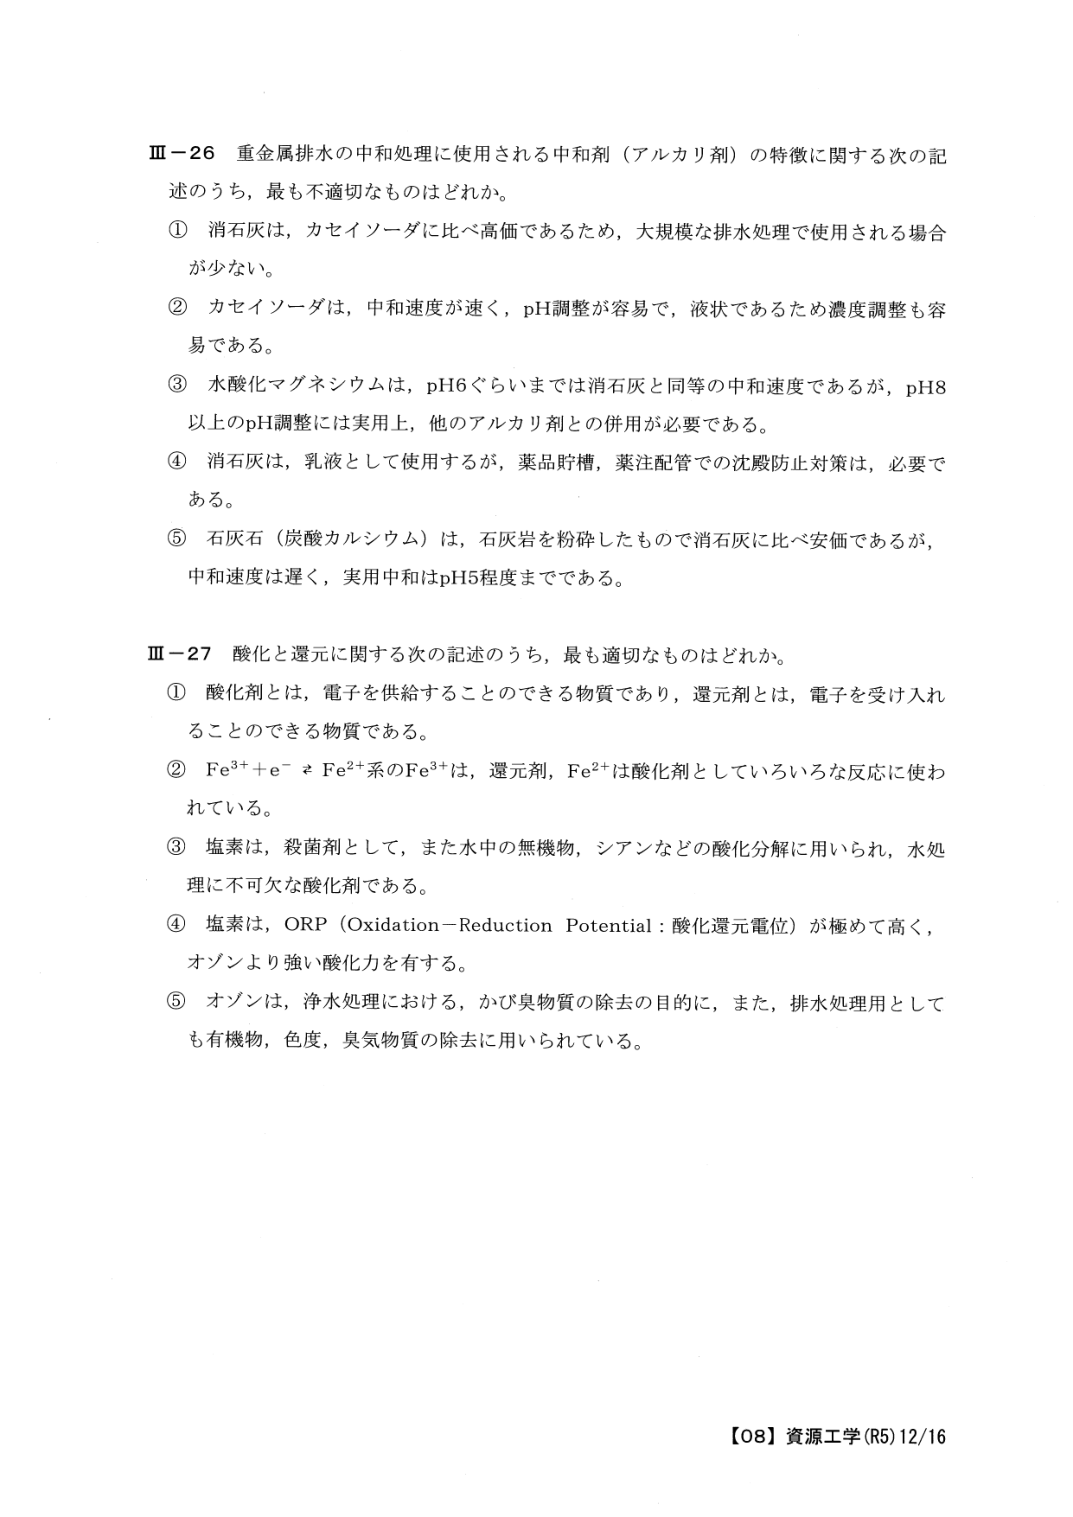 Ⅲ－26　重金属排水の中和処理に使用される中和剤（アルカリ剤）の特徴に関する次の記
述のうち，最も不適切なものはどれか。
①　消石灰は，カセイソーダに比べ高価であるため，大規模な排水処理で使用される場合
が少ない。
②　カセイソーダは，中和速度が速く，pH調整が容易で，液状であるため濃度調整も容
易である。
③　水酸化マグネシウムは，pH6ぐらいまでは消石灰と同等の中和速度であるが，pH8
以上のpH調整には実用上，他のアルカリ剤との併用が必要である。
④　消石灰は，乳液として使用するが，薬品貯槽，薬注配管での沈殿防止対策は，必要で
ある。
⑤　石灰石（炭酸カルシウム）は，石灰岩を粉砕したもので消石灰に比べ安価であるが，
中和速度は遅く，実用中和はpH5程度までである。
Ⅲ－27　酸化と還元に関する次の記述のうち，最も適切なものはどれか。
①　酸化剤とは，電子を供給することのできる物質であり，還元剤とは，電子を受け入れ
ることのできる物質である。
②　Fe³⁺＋e⁻ ⇄ Fe²⁺系のFe³⁺は，還元剤，Fe²⁺は酸化剤としていろいろな反応に使わ
れている。
③　塩素は，殺菌剤として，また水中の無機物，シアンなどの酸化分解に用いられ，水処
理に不可欠な酸化剤である。
④　塩素は，ORP（Oxidation－Reduction Potential：酸化還元電位）が極めて高く，
オゾンより強い酸化力を有する。
⑤　オゾンは，浄水処理における，かび臭物質の除去の目的に，また，排水処理用として
も有機物，色度，臭気物質の除去に用いられている。
【08】資源工学(R5)12/16